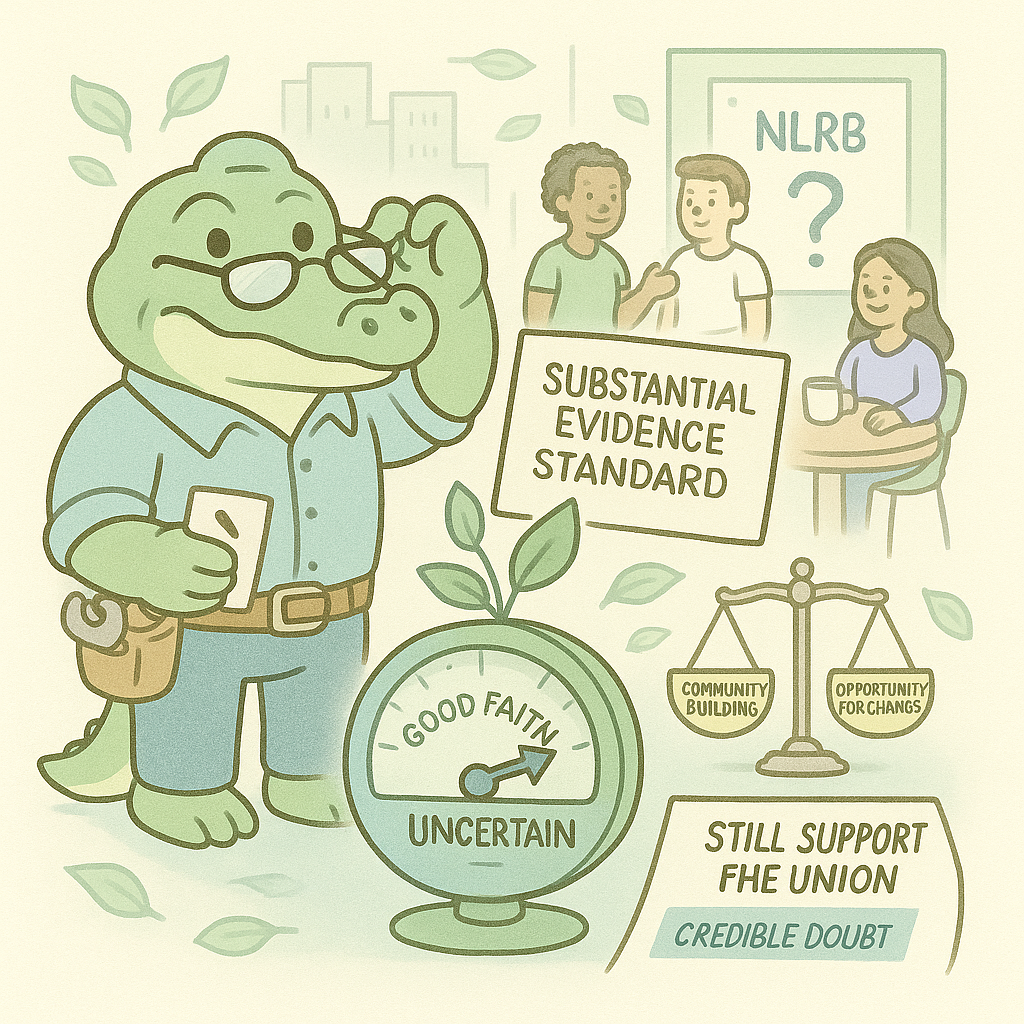 NLRB
?
SUBSTANTIAL
EVIDENCE
STANDARD
GOOD FAITN
UNCERTAIN
COMMUNITY
BUILDING
OPPORTUNITY
FOR CHANGS
STILL SUPPORT
FHE UNION
CREDIBLE DOUBT